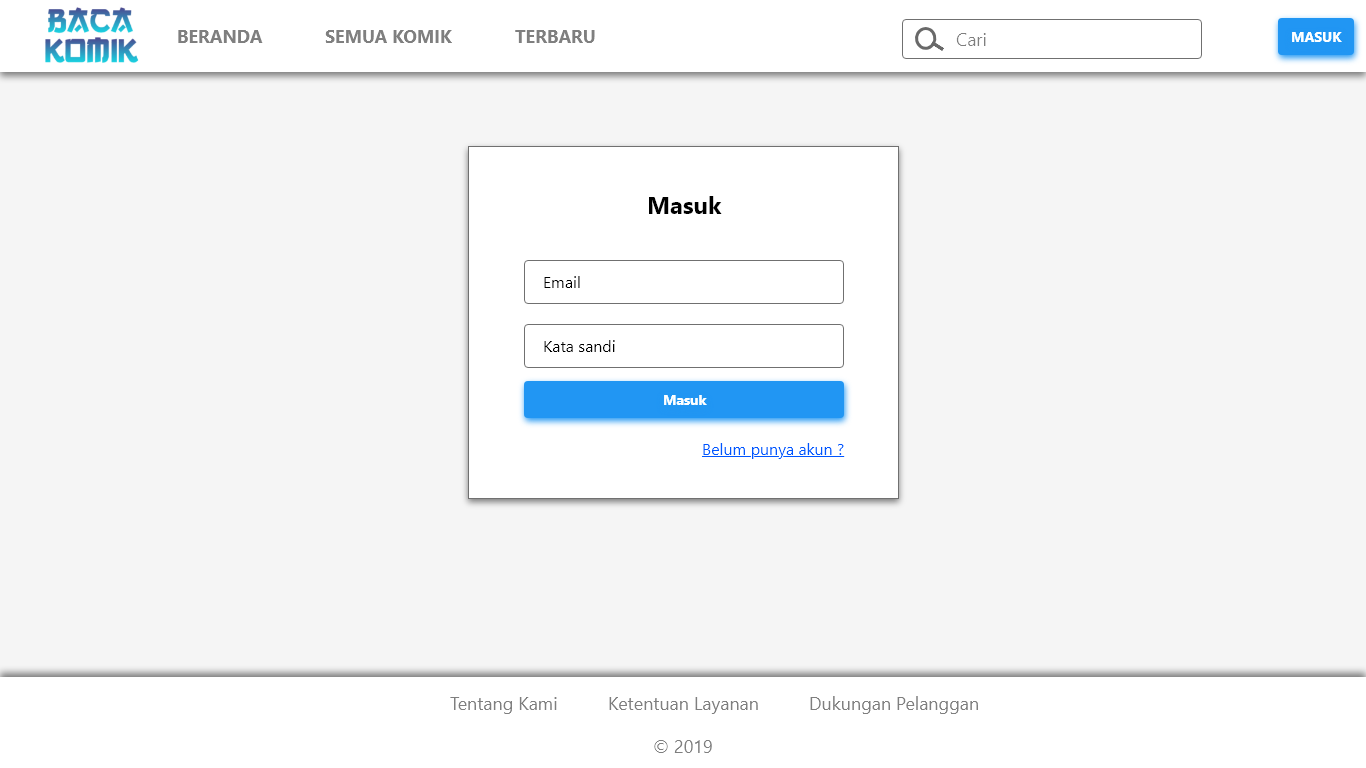 BACA
KOMIK
BERANDA
SEMUA KOMIK
TERBARU
Cari
MASUK
Masuk
Email
Kata sandi
Masuk
Belum punya akun ?
Tentang Kami
Ketentuan Layanan
Dukungan Pelanggan
© 2019